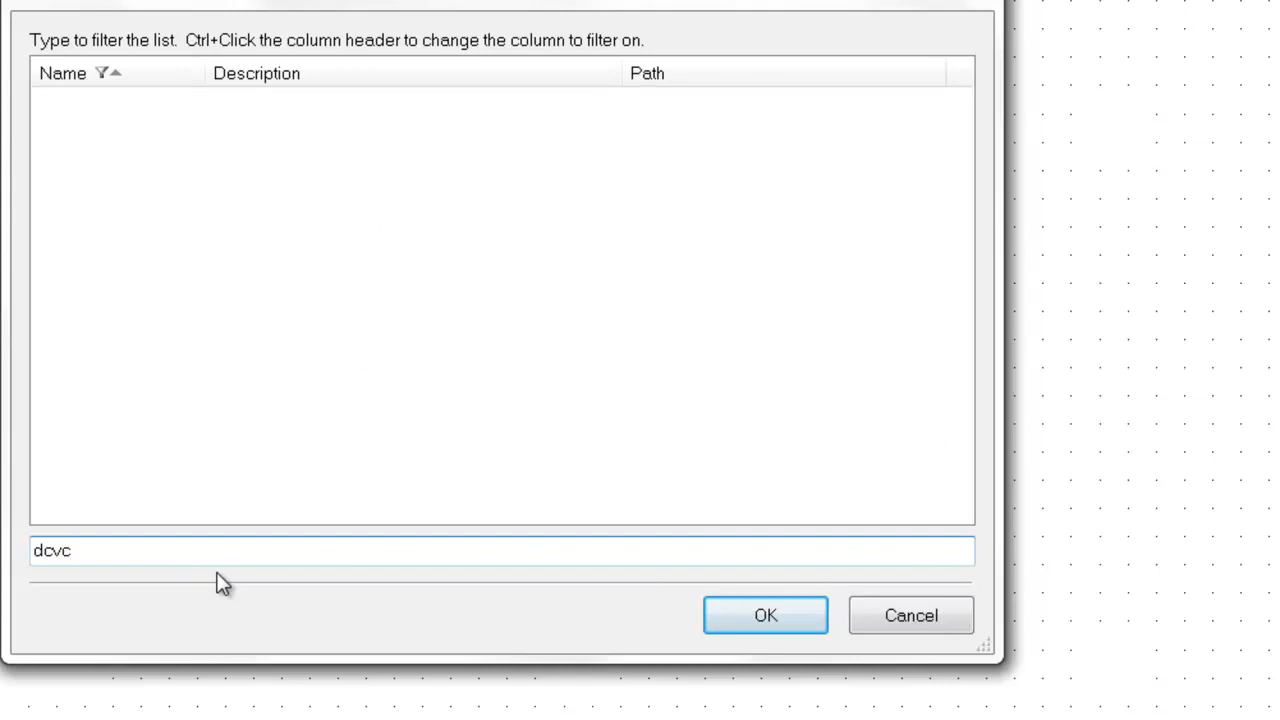 Type to filter the list.  Ctrl+Click the column header to change the column to filter on.
Name Description Path
dcvc
OK Cancel